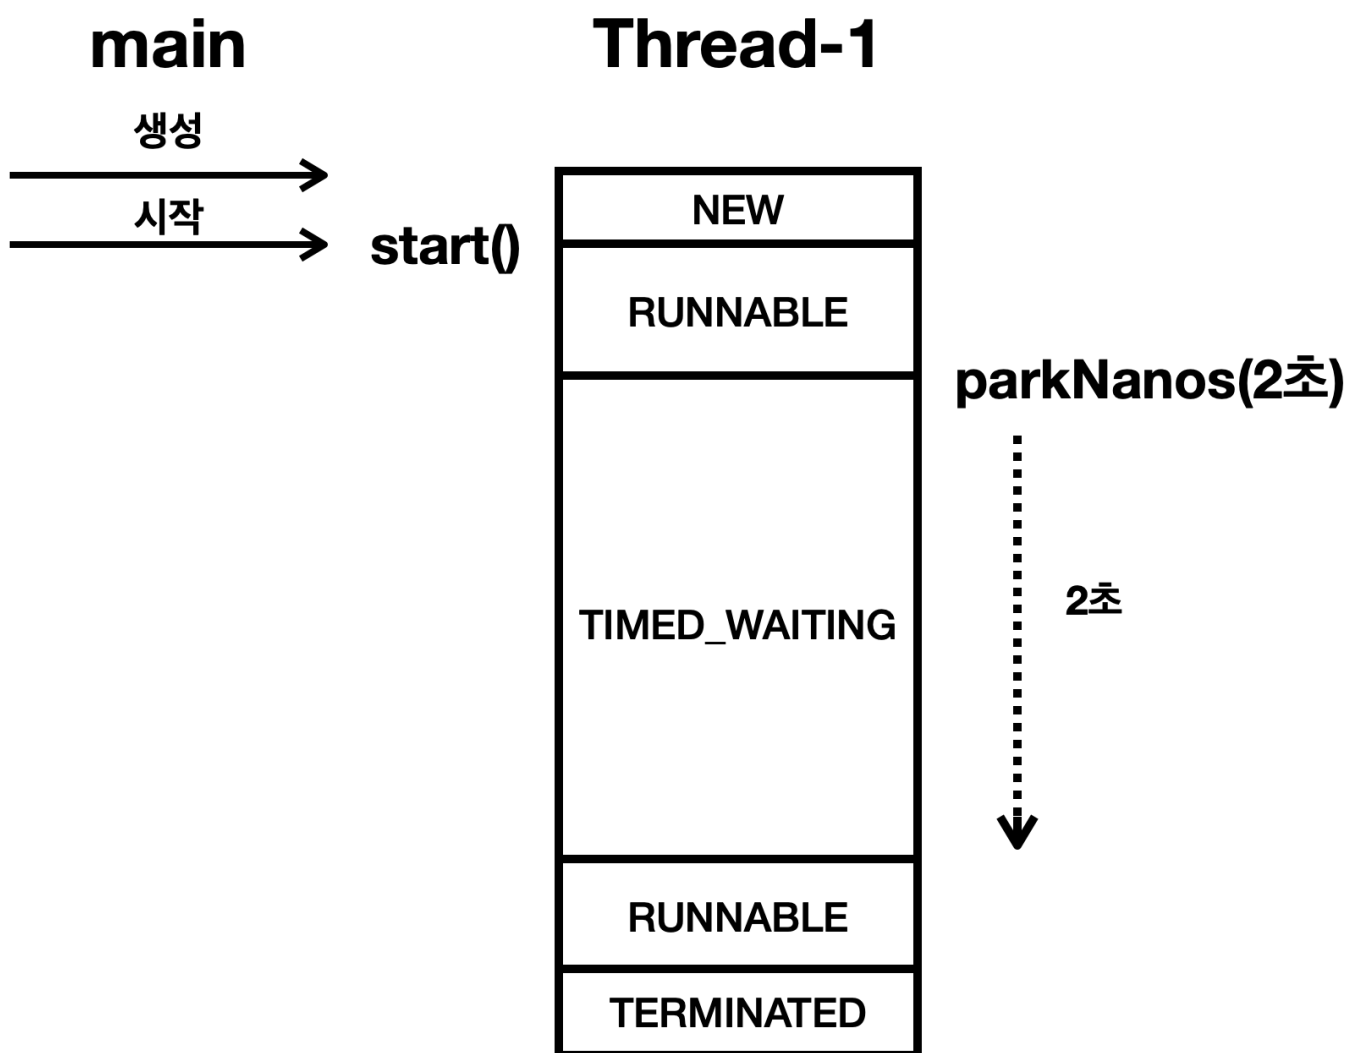 main
Thread-1
생성
시작
start()
NEW
RUNNABLE
parkNanos(2초)
TIMED_WAITING
2초
RUNNABLE
TERMINATED